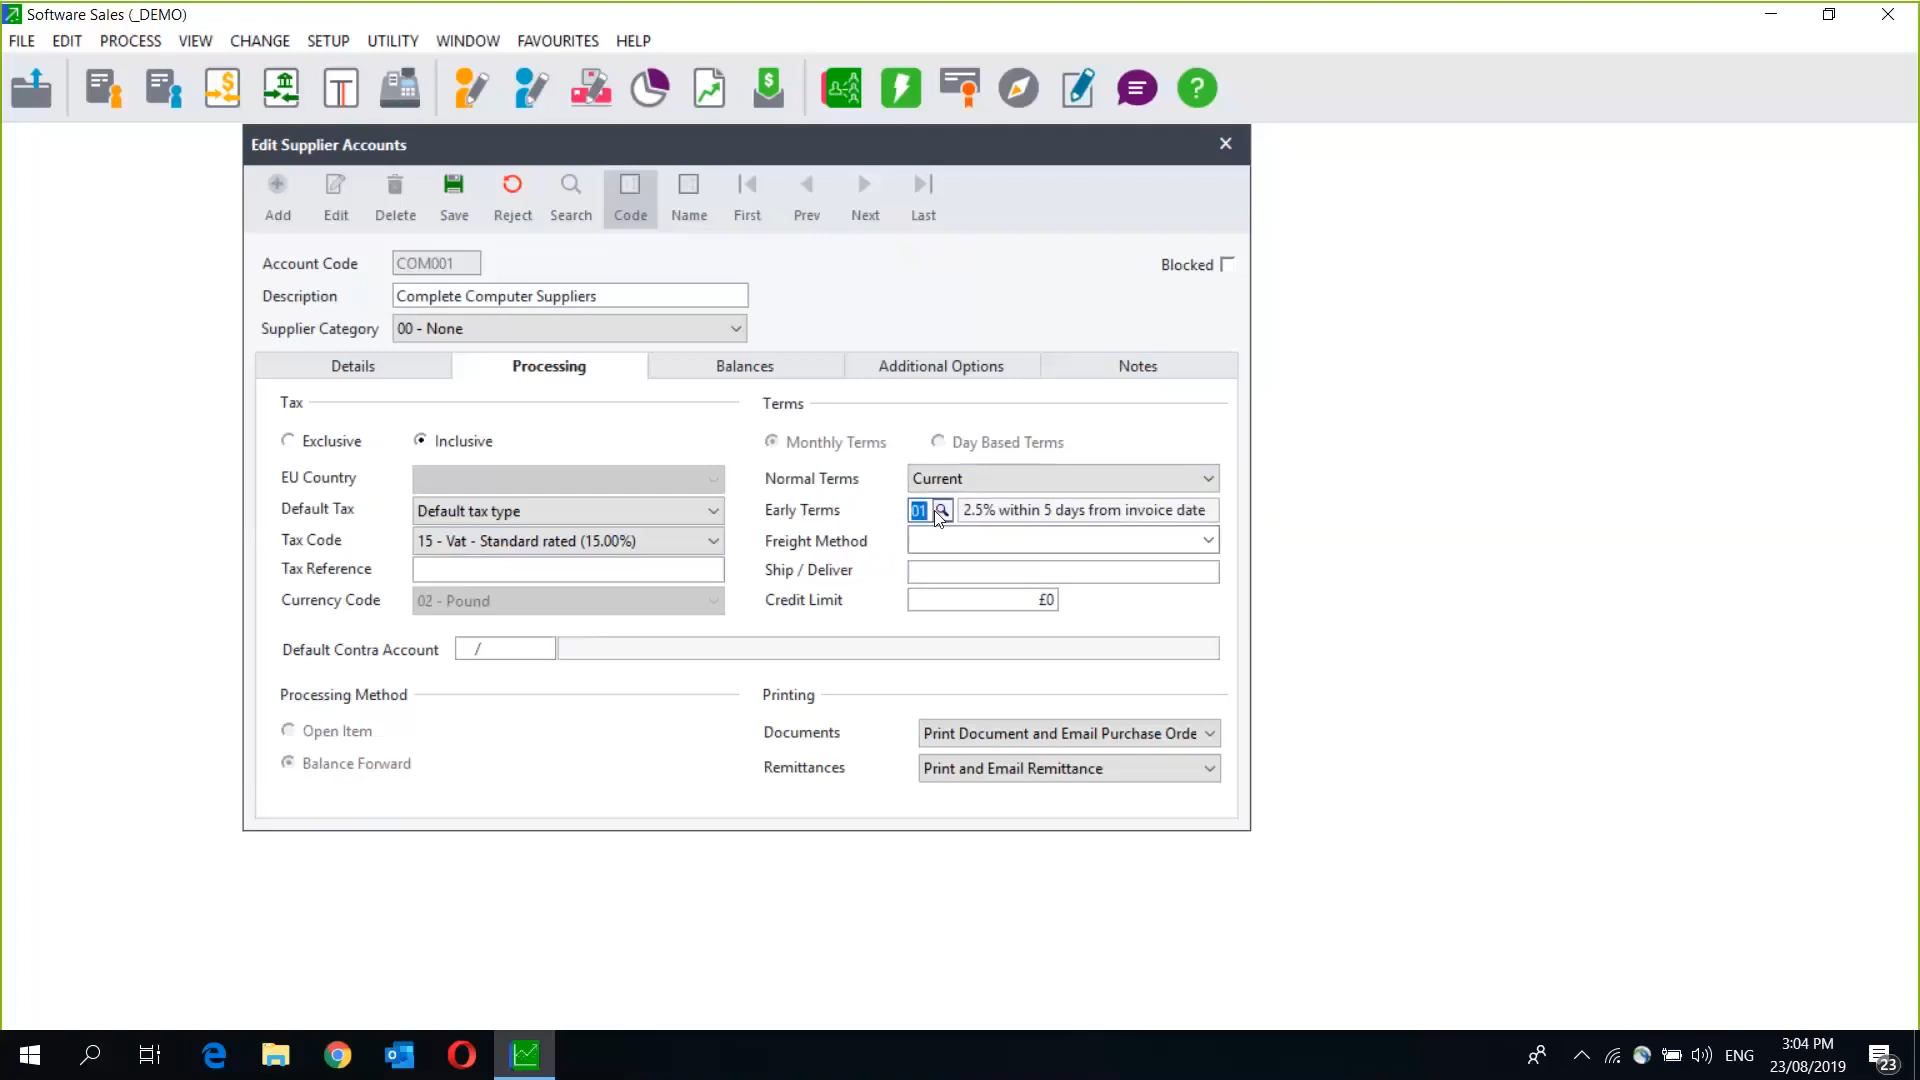 Software Sales (_DEMO)
FILE EDIT PROCESS VIEW CHANGE SETUP UTILITY WINDOW FAVOURITES HELP
Edit Supplier Accounts
Add Edit Delete Save Reject Search Code Name First Prev Next Last
Account Code COM001 Blocked
Description Complete Computer Suppliers
Supplier Category 00 - None
Details Processing Balances Additional Options Notes
Tax Terms
Exclusive Inclusive Monthly Terms Day Based Terms
EU Country Normal Terms Current
Default Tax Default tax type Early Terms 01 2.5% within 5 days from invoice date
Tax Code 15 - Vat - Standard rated (15.00%) Freight Method
Tax Reference Ship / Deliver
Currency Code 02 - Pound Credit Limit £0
Default Contra Account /
Processing Method Printing
Open Item Documents Print Document and Email Purchase Orde
Balance Forward Remittances Print and Email Remittance
ENG 3:04 PM
23/08/2019 23